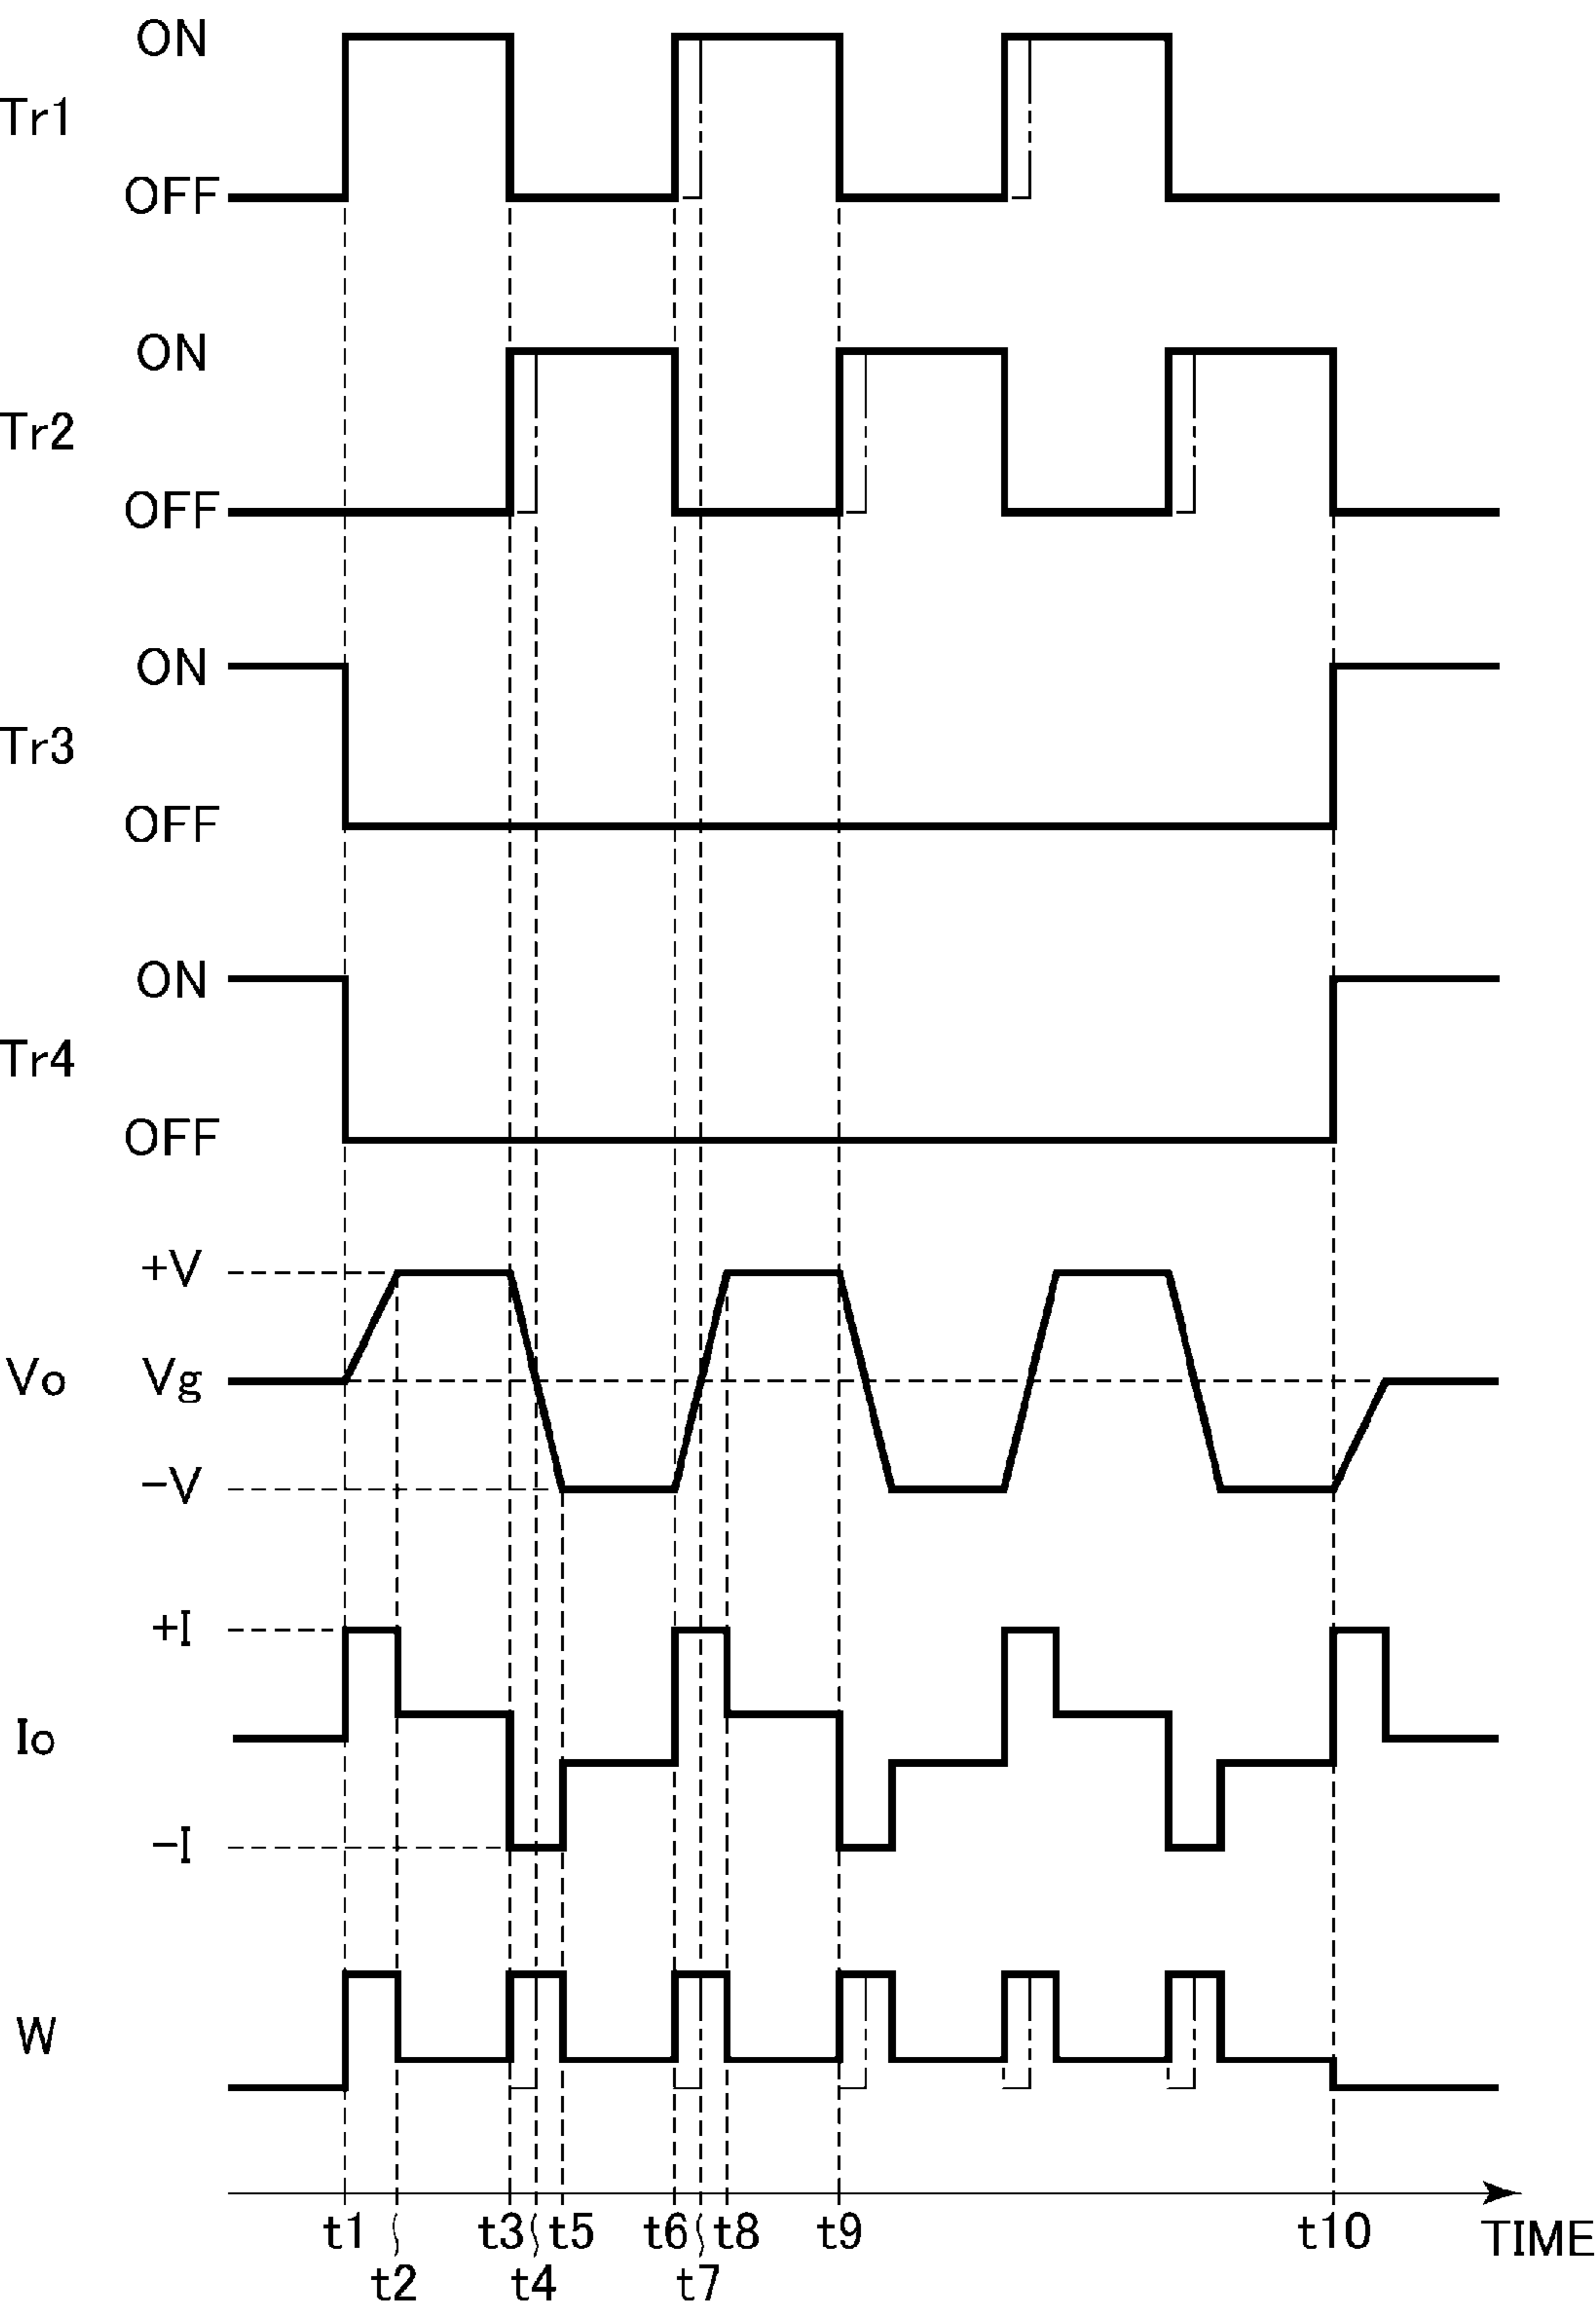 ON
Tr1
OFF
ON
Tr2
OFF
ON
Tr3
OFF
ON
Tr4
OFF
+V
Vo Vg
−V
+I
Io
−I
W
t1 t3 t5 t6 t8 t9 t10 TIME
t2 t4 t7